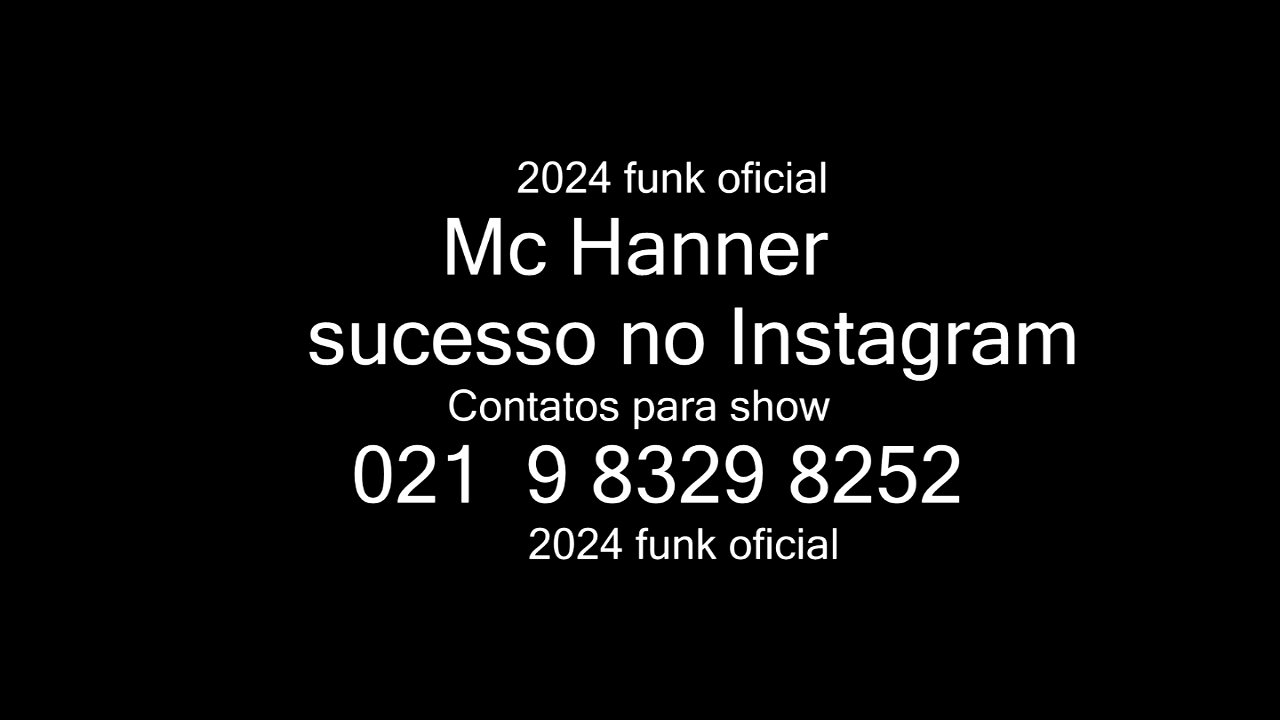 2024 funk oficial
Mc Hanner
sucesso no Instagram
Contatos para show
021  9 8329 8252
2024 funk oficial